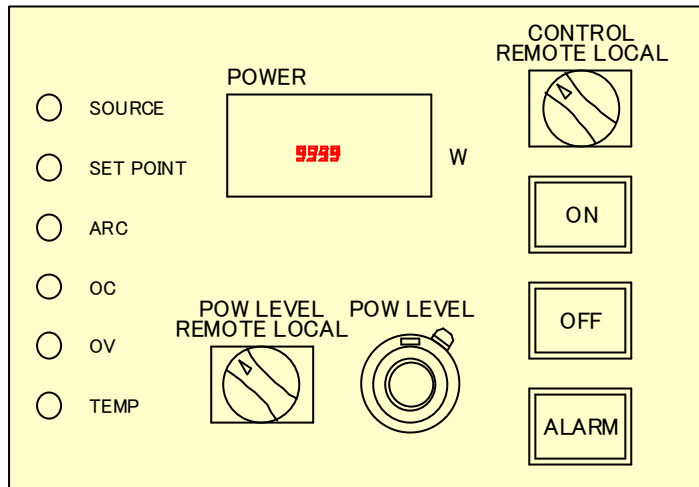 CONTROL
REMOTE LOCAL
POWER
SOURCE
9999
W
SET POINT
ON
ARC
OC
POW LEVEL
REMOTE LOCAL
POW LEVEL
OFF
OV
TEMP
ALARM